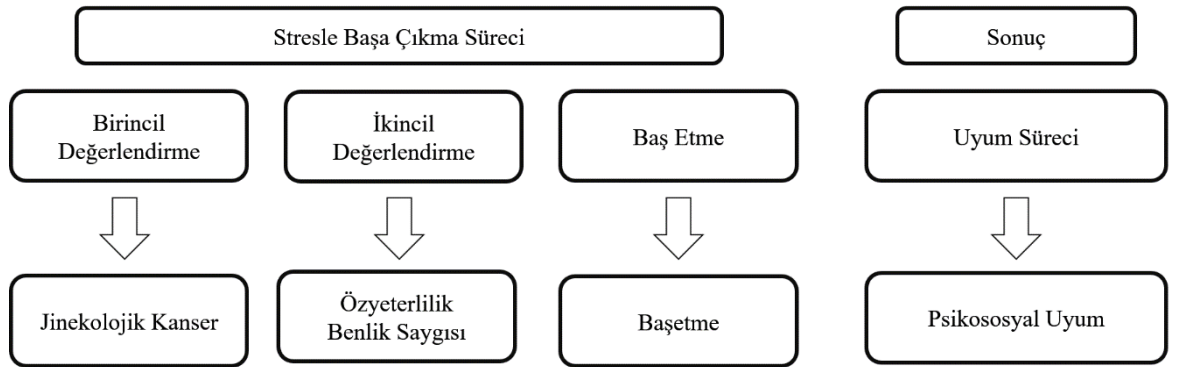 Stresle Başa Çıkma Süreci
Sonuç
Birincil
Değerlendirme
İkincil
Değerlendirme
Baş Etme
Uyum Süreci
Jinekolojik Kanser
Özyeterlilik
Benlik Saygısı
Başetme
Psikososyal Uyum